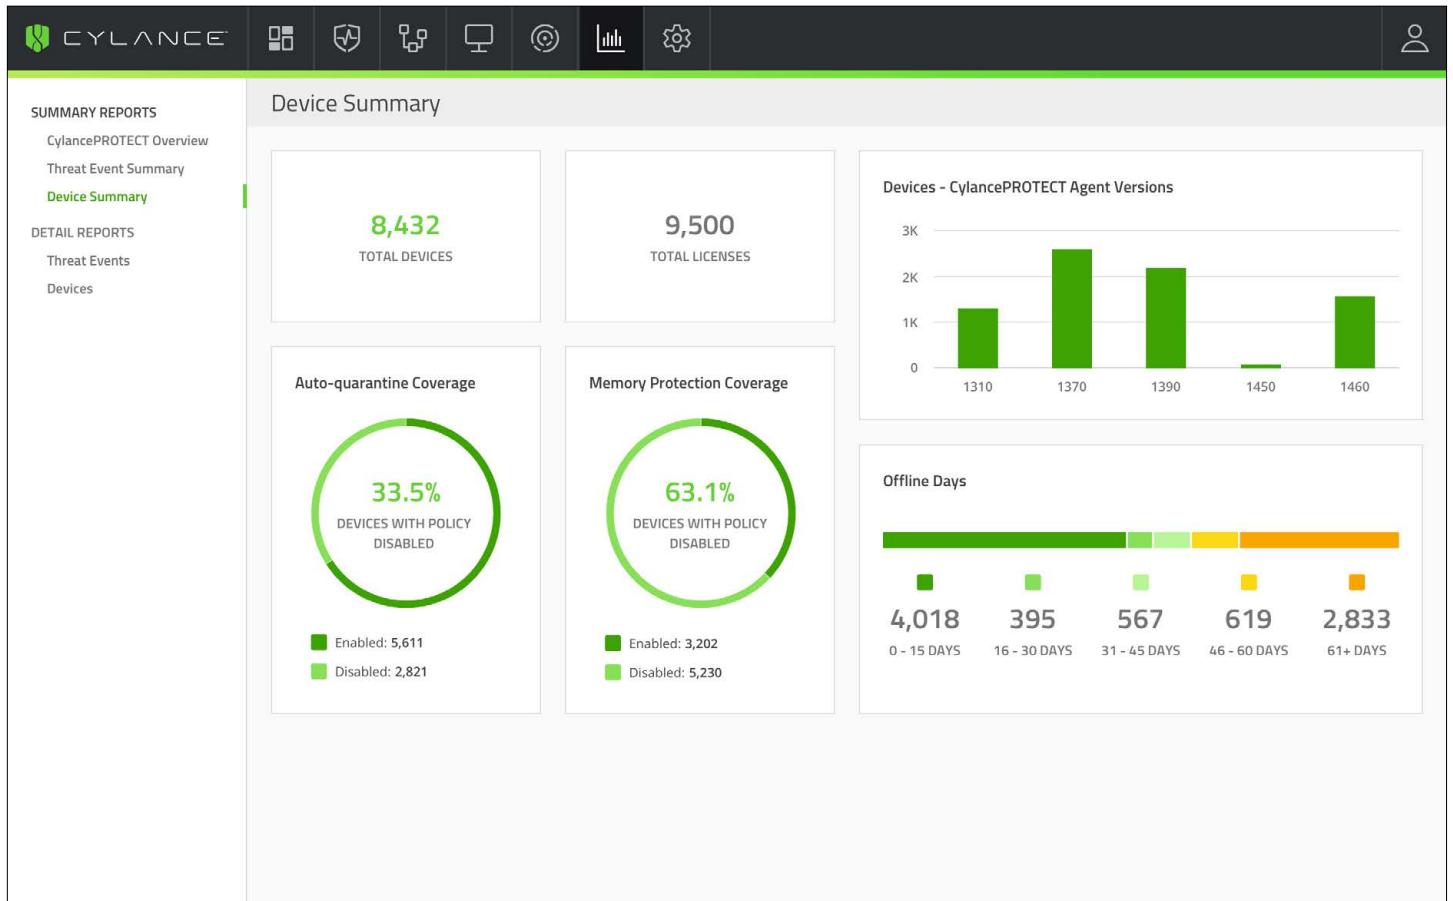 CYLANCE
SUMMARY REPORTS
CylancePROTECT Overview
Threat Event Summary
Device Summary
DETAIL REPORTS
Threat Events
Devices
Device Summary
8,432
TOTAL DEVICES
9,500
TOTAL LICENSES
Devices - CylancePROTECT Agent Versions
3K
2K
1K
0
1310 1370 1390 1450 1460
Auto-quarantine Coverage
33.5%
DEVICES WITH POLICY
DISABLED
Enabled: 5,611
Disabled: 2,821
Memory Protection Coverage
63.1%
DEVICES WITH POLICY
DISABLED
Enabled: 3,202
Disabled: 5,230
Offline Days
4,018 395 567 619 2,833
0 - 15 DAYS 16 - 30 DAYS 31 - 45 DAYS 46 - 60 DAYS 61+ DAYS